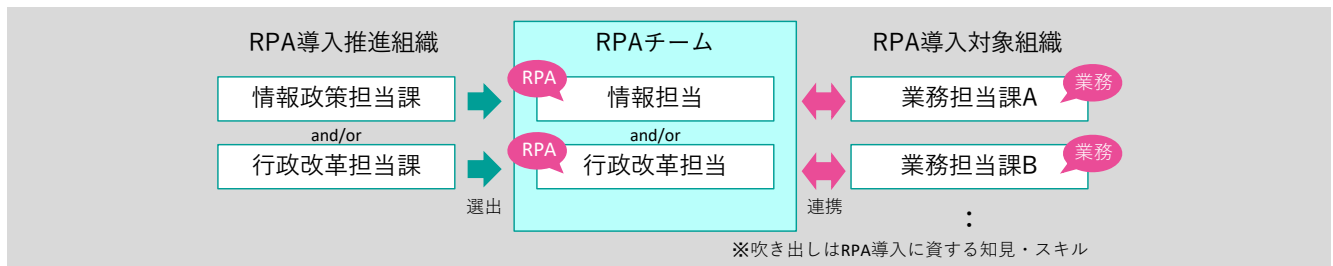 RPA導入推進組織
RPAチーム
RPA導入対象組織
情報政策担当課
RPA
情報担当
業務担当課A
業務
and/or
and/or
行政改革担当課
RPA
行政改革担当
業務担当課B
業務
選出
連携
：
※吹き出しはRPA導入に資する知見・スキル